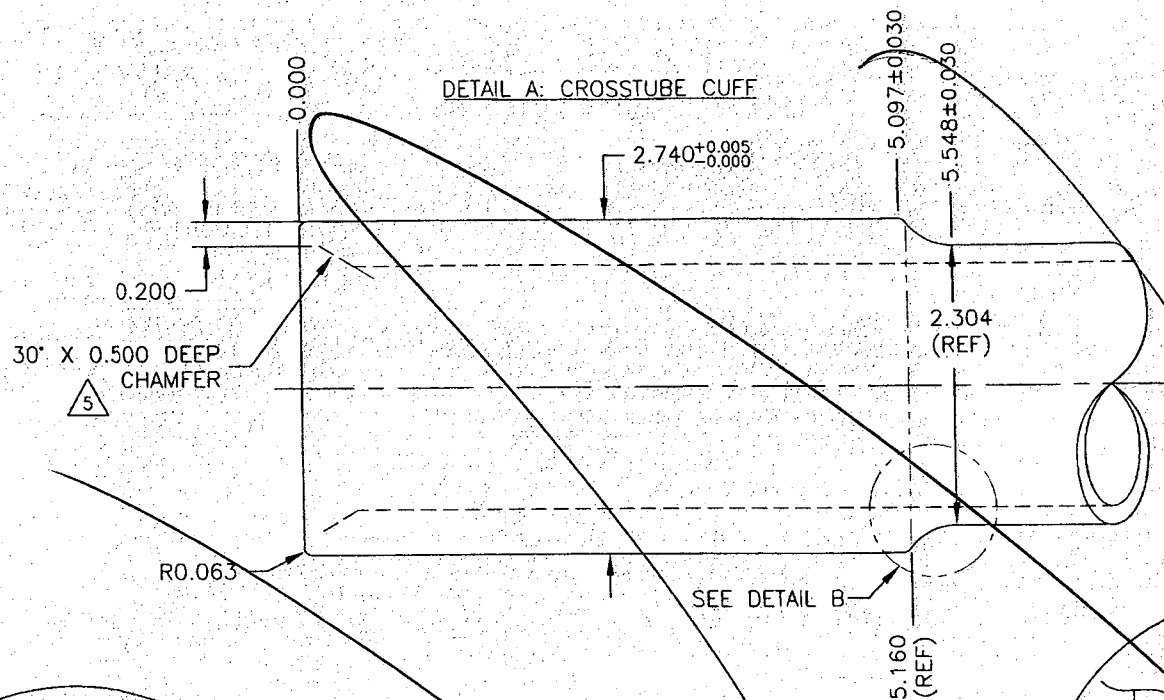 DETAIL A: CROSSTUBE CUFF
0.000
5.097±0.030
5.548±0.030
2.740+0.005
-0.000
0.200
30° X 0.500 DEEP
CHAMFER
5
2.304
(REF)
R0.063
SEE DETAIL B
5.160
(REF)